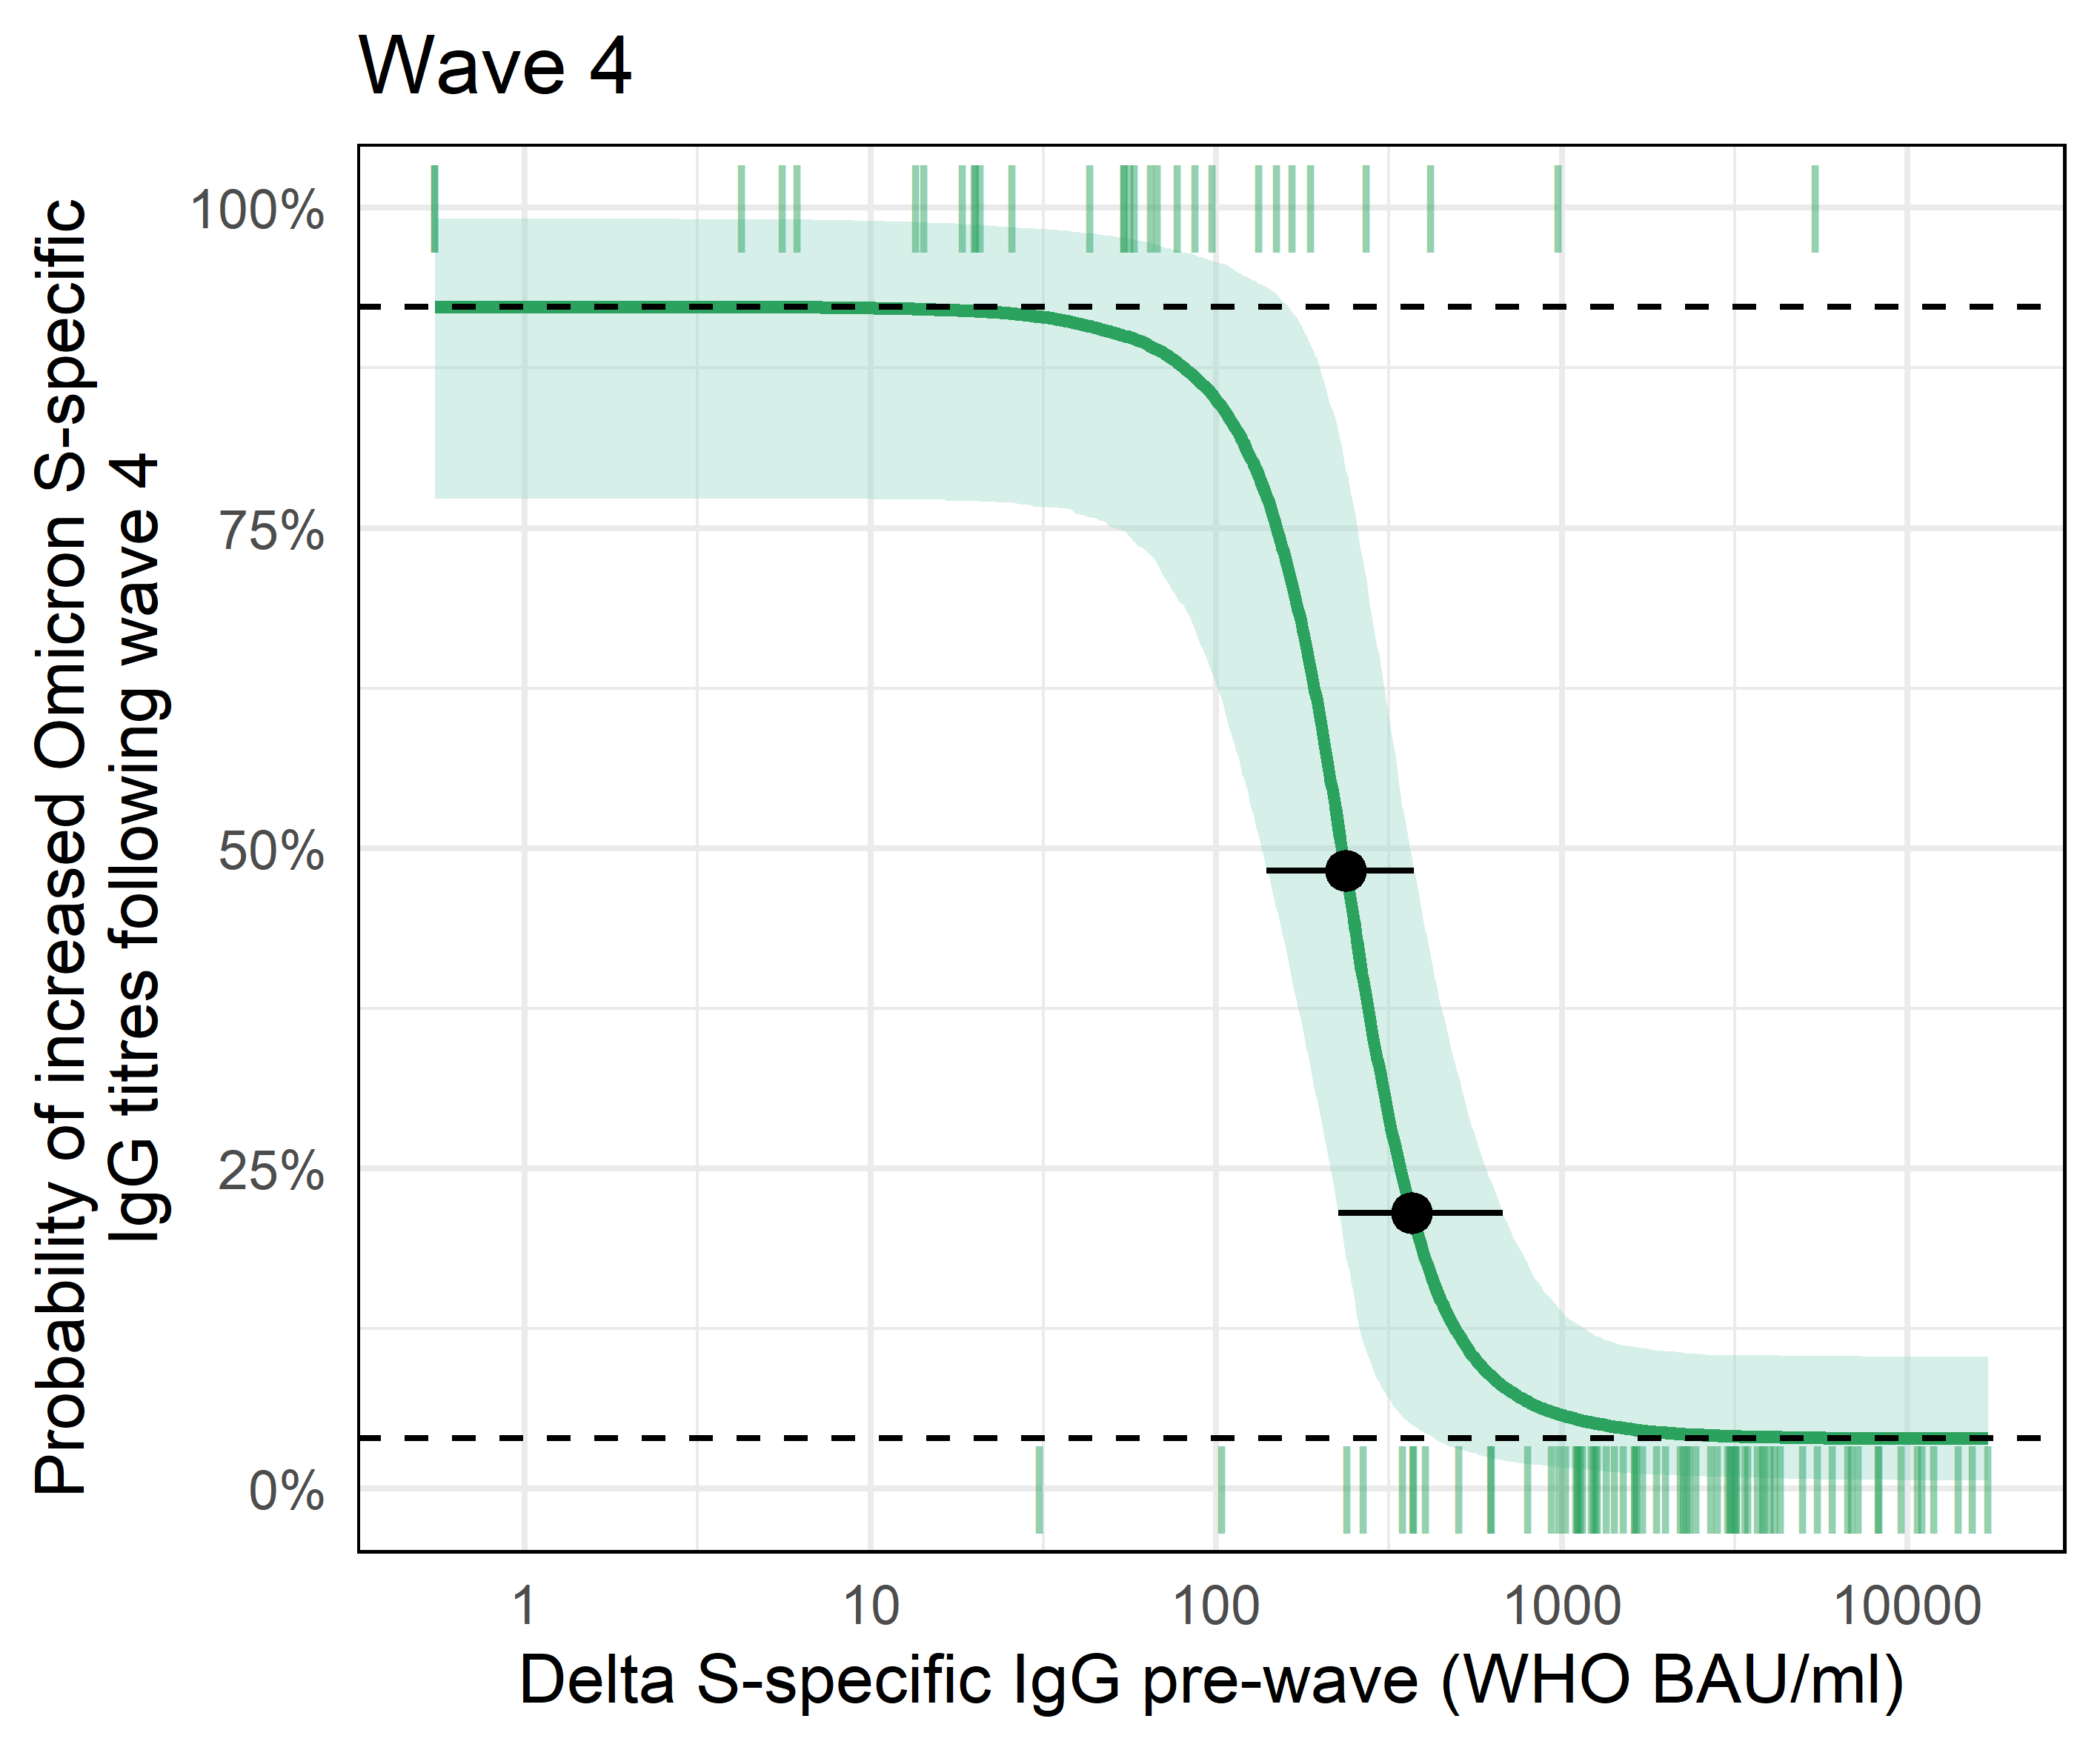 Wave 4
Probability of increased Omicron S-specific
IgG titres following wave 4
100%
75%
50%
25%
0%
1 10 100 1000 10000
Delta S-specific IgG pre-wave (WHO BAU/ml)